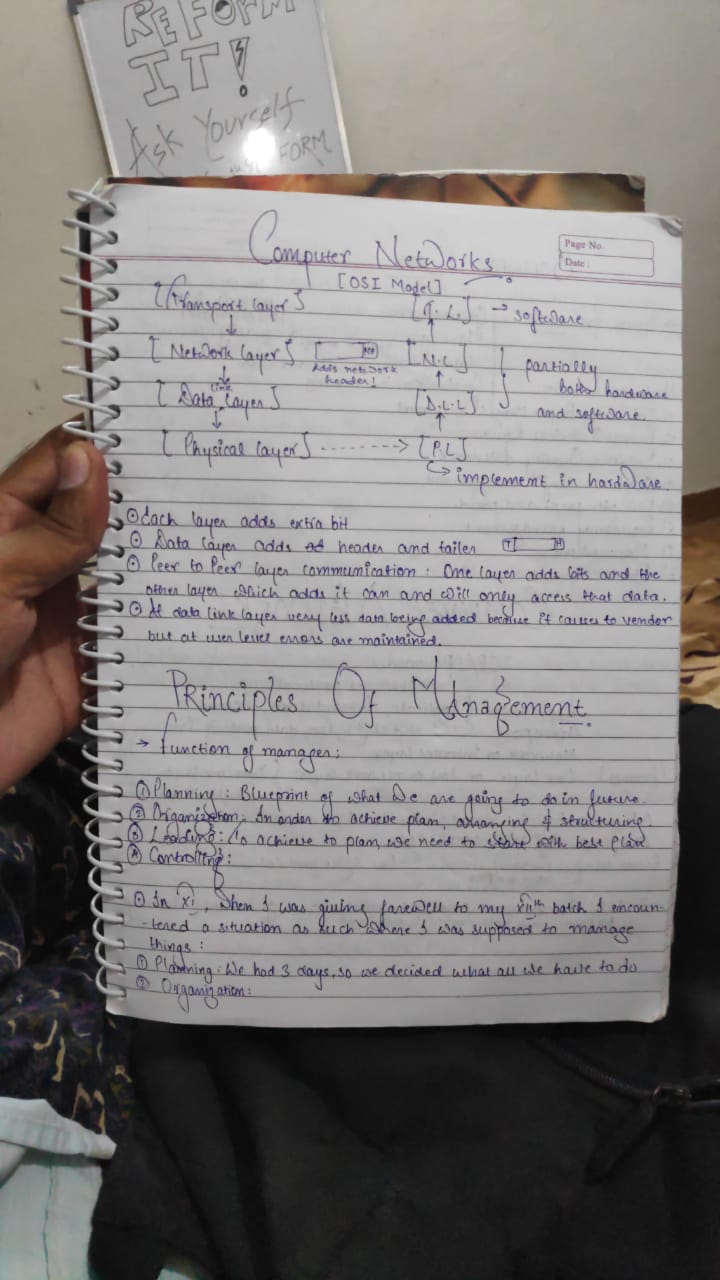 REFORM
IT!
Ask Yourself
FORM
Computer Networks
Page No.
Date:
[OSI Model]
[Transport layer] [T.L] → software
[Network layer] Adds network header! [N.L] partially
both hardware
link
[Data layer] [D.L.L] and software.
[Physical layer] -------> [P.L]
implement in hardware
Each layer adds extra bit
Data layer adds header and tailer T H
Peer to Peer layer communication: One layer adds bits and the
other layer which adds it can and will only access that data.
At data link layer very less data being added because it causes to vendor
but at user level errors are maintained.
Principles Of Management.
→ function of manager:
① Planning: Blueprint of what we are going to do in future.
② Organization: In order to achieve plan, arranging & structuring.
③ Leading: To achieve to plan, we need to start with best plan
④ Controlling:
In XI, when I was giving farewell to my XIIth batch I encoun-
-tered a situation as such where I was supposed to manage
things:
① Planning: We had 3 days, so we decided what all we have to do
② Organization: